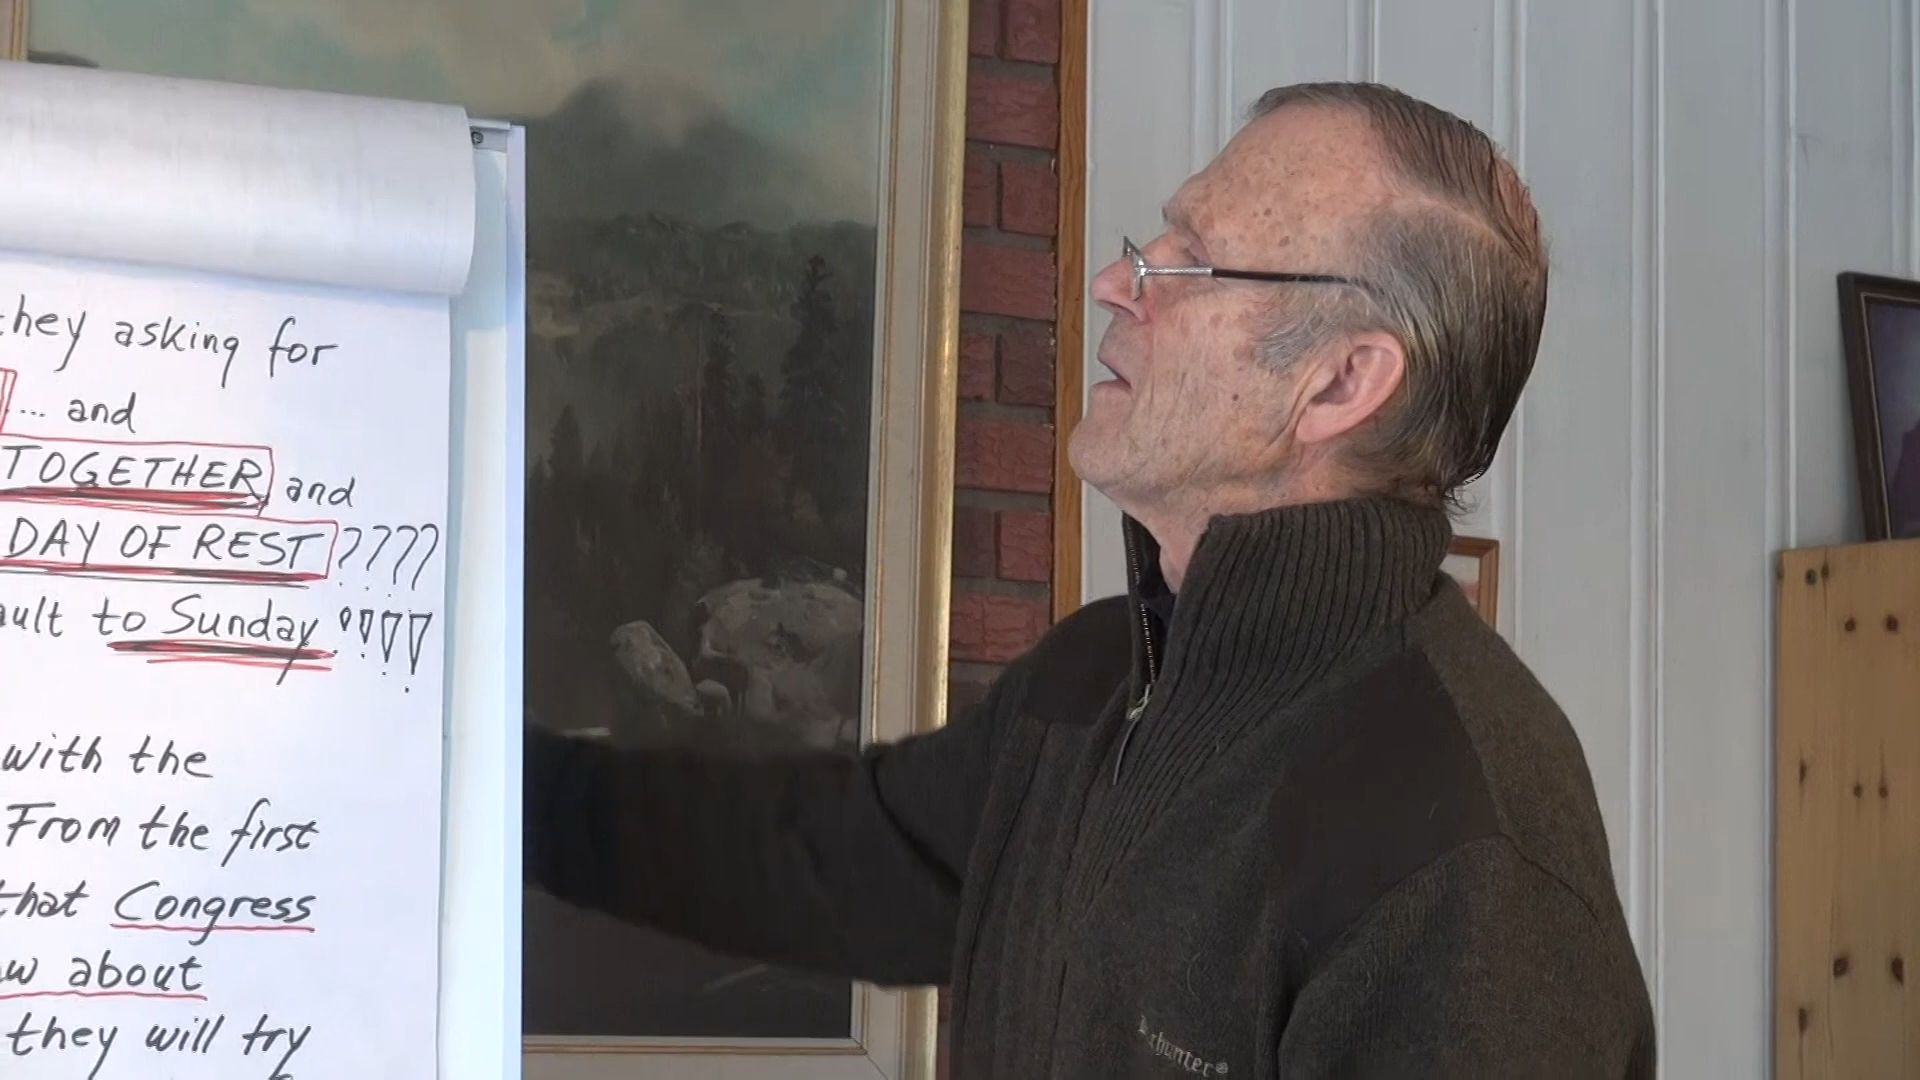 they asking for
... and
TOGETHER and
DAY OF REST ????
to Sunday !!!!
with the
From the first
that Congress
about
they will try